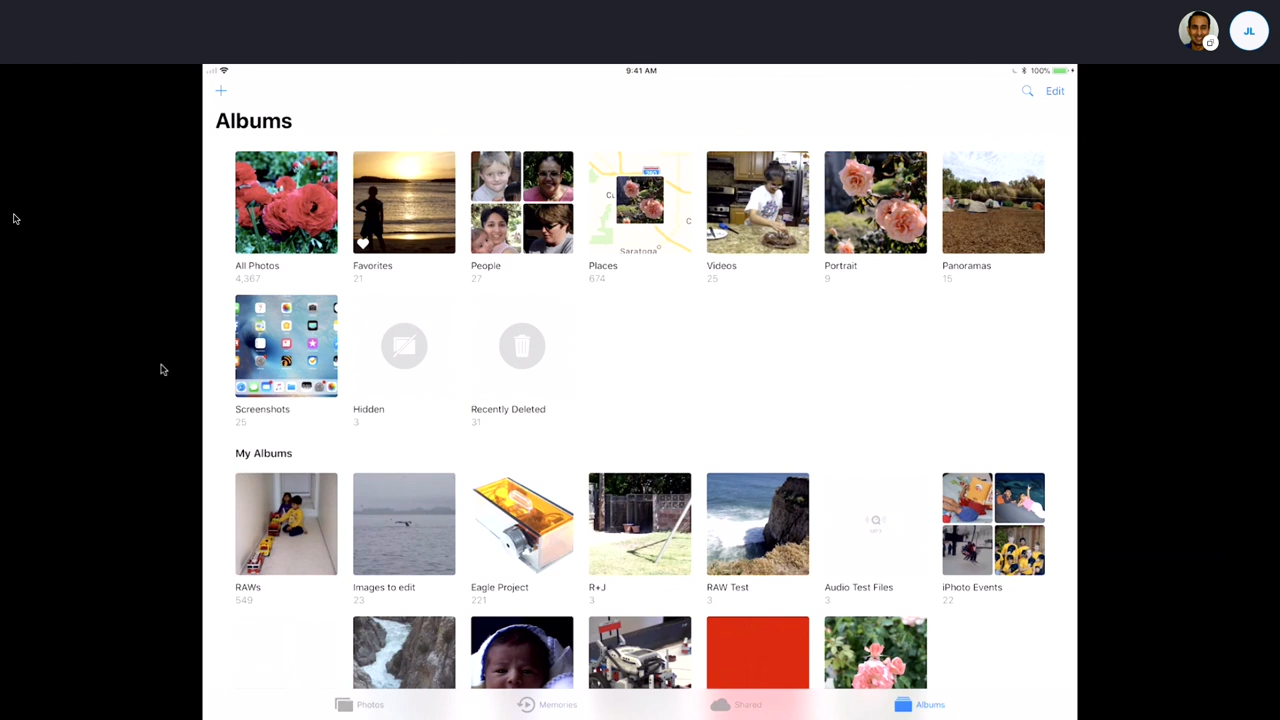 JL
9:41 AM
100%
Edit
Albums
280
Saratoga
All Photos
4,367
Favorites
21
People
27
Places
674
Videos
25
Portrait
9
Panoramas
15
Screenshots
25
Hidden
3
Recently Deleted
31
My Albums
RAWs
549
Images to edit
23
Eagle Project
221
R+J
3
RAW Test
3
Audio Test Files
3
iPhoto Events
22
Photos
Memories
Shared
Albums